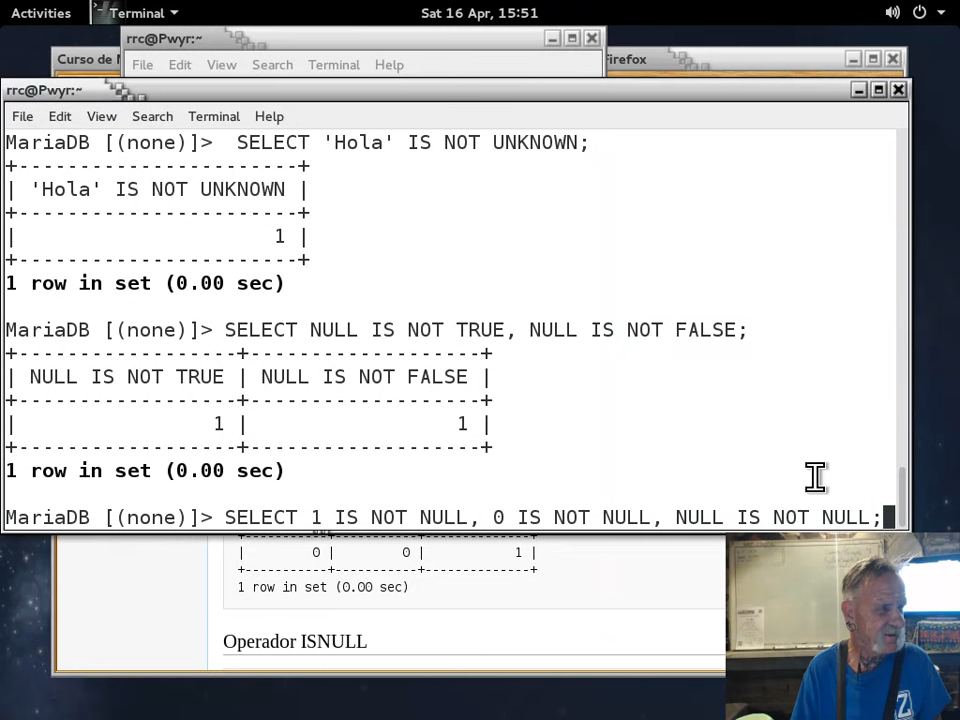 Activities Terminal Sat 16 Apr, 15:51
rrc@Pwyr:~
Curso de Firefox
File Edit View Search Terminal Help
rrc@Pwyr:~
File Edit View Search Terminal Help
MariaDB [(none)]>  SELECT 'Hola' IS NOT UNKNOWN;
+-----------------------+
| 'Hola' IS NOT UNKNOWN |
+-----------------------+
|                     1 |
+-----------------------+
1 row in set (0.00 sec)
MariaDB [(none)]> SELECT NULL IS NOT TRUE, NULL IS NOT FALSE;
+------------------+-------------------+
| NULL IS NOT TRUE | NULL IS NOT FALSE |
+------------------+-------------------+
|                1 |                 1 |
+------------------+-------------------+
1 row in set (0.00 sec)
MariaDB [(none)]> SELECT 1 IS NOT NULL, 0 IS NOT NULL, NULL IS NOT NULL;
+-----------+-----------+--------------+
|         0 |         0 |            1 |
+-----------+-----------+--------------+
1 row in set (0.00 sec)
Operador ISNULL